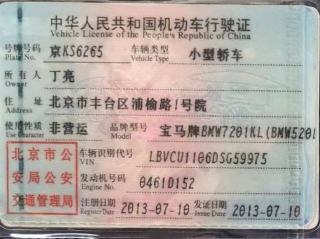 中华人民共和国机动车行驶证
Vehicle License of the People's Republic of China
号牌号码 京KS6265 车辆类型 小型轿车
Plate No. Vehicle Type
所有人 丁亮
Owner
住址 北京市丰台区浦榆路1号院
Address
使用性质 非营运 品牌型号 宝马牌BMW7201KL(BMW5201
Use Character Model
北京市公 车辆识别代号 LBVCU1106DSG59975
VIN
安局公安 发动机号码 0461D152
Engine No.
交通管理局 注册日期 2013-07-10 发证日期 2013-07-10
Register Date Issue Date